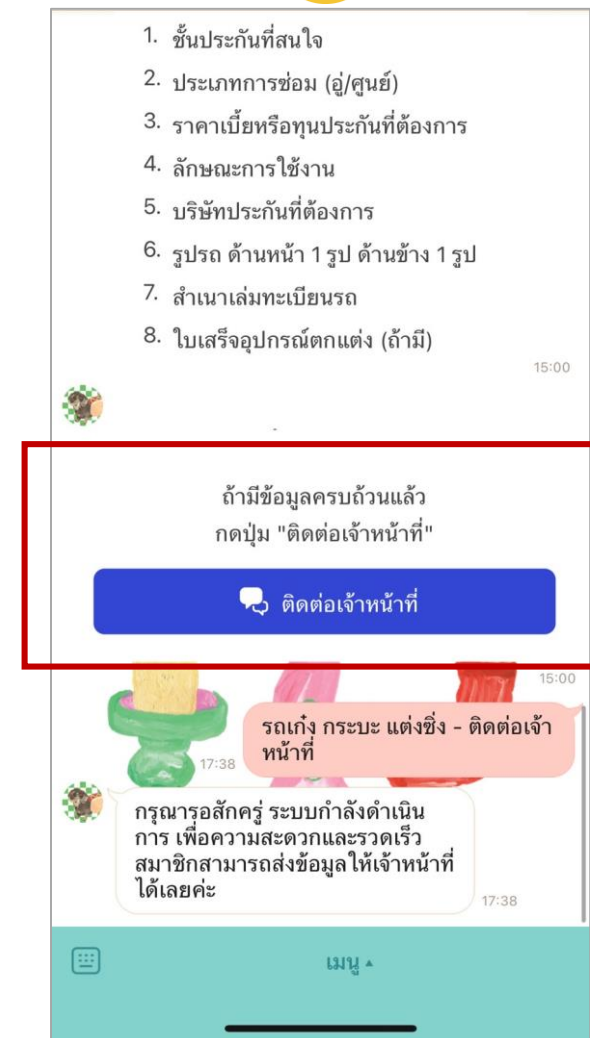 1. ชั้นประกันที่สนใจ
2. ประเภทการซ่อม (อู่/ศูนย์)
3. ราคาเบี้ยหรือทุนประกันที่ต้องการ
4. ลักษณะการใช้งาน
5. บริษัทประกันที่ต้องการ
6. รูปรถ ด้านหน้า 1 รูป ด้านข้าง 1 รูป
7. สำเนาเล่มทะเบียนรถ
8. ใบเสร็จอุปกรณ์ตกแต่ง (ถ้ามี)
15:00
ถ้ามีข้อมูลครบถ้วนแล้ว
กดปุ่ม "ติดต่อเจ้าหน้าที่"
ติดต่อเจ้าหน้าที่
15:00
รถเก๋ง กระบะ แต่งซิ่ง - ติดต่อเจ้า
หน้าที่
17:38
กรุณารอสักครู่ ระบบกำลังดำเนิน
การ เพื่อความสะดวกและรวดเร็ว
สมาชิกสามารถส่งข้อมูลให้เจ้าหน้าที่
ได้เลยค่ะ
17:38
เมนู